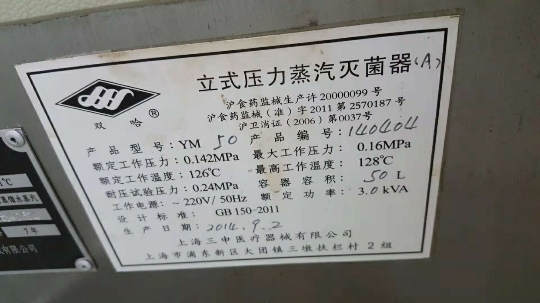 立式压力蒸汽灭菌器(A)
双哈®
沪食药监械生产许20000099号
沪食药监械(准)字2011第2570187号
沪卫消证(2006)第0037号
产品型号:YM 50 产品编号:140404
额定工作压力:0.142MPa 最大工作压力:0.16MPa
额定工作温度:126℃ 最高工作温度:128℃
耐压试验压力:0.24MPa 容器容积:50 L
工作电源:~220V/50Hz 额定功率:3.0kVA
设计标准:GB 150-2011
生产日期:2014.9.2
上海三申医疗器械有限公司
上海市浦东新区大团镇三墩扶栏村2组
℃
7年
有限公司